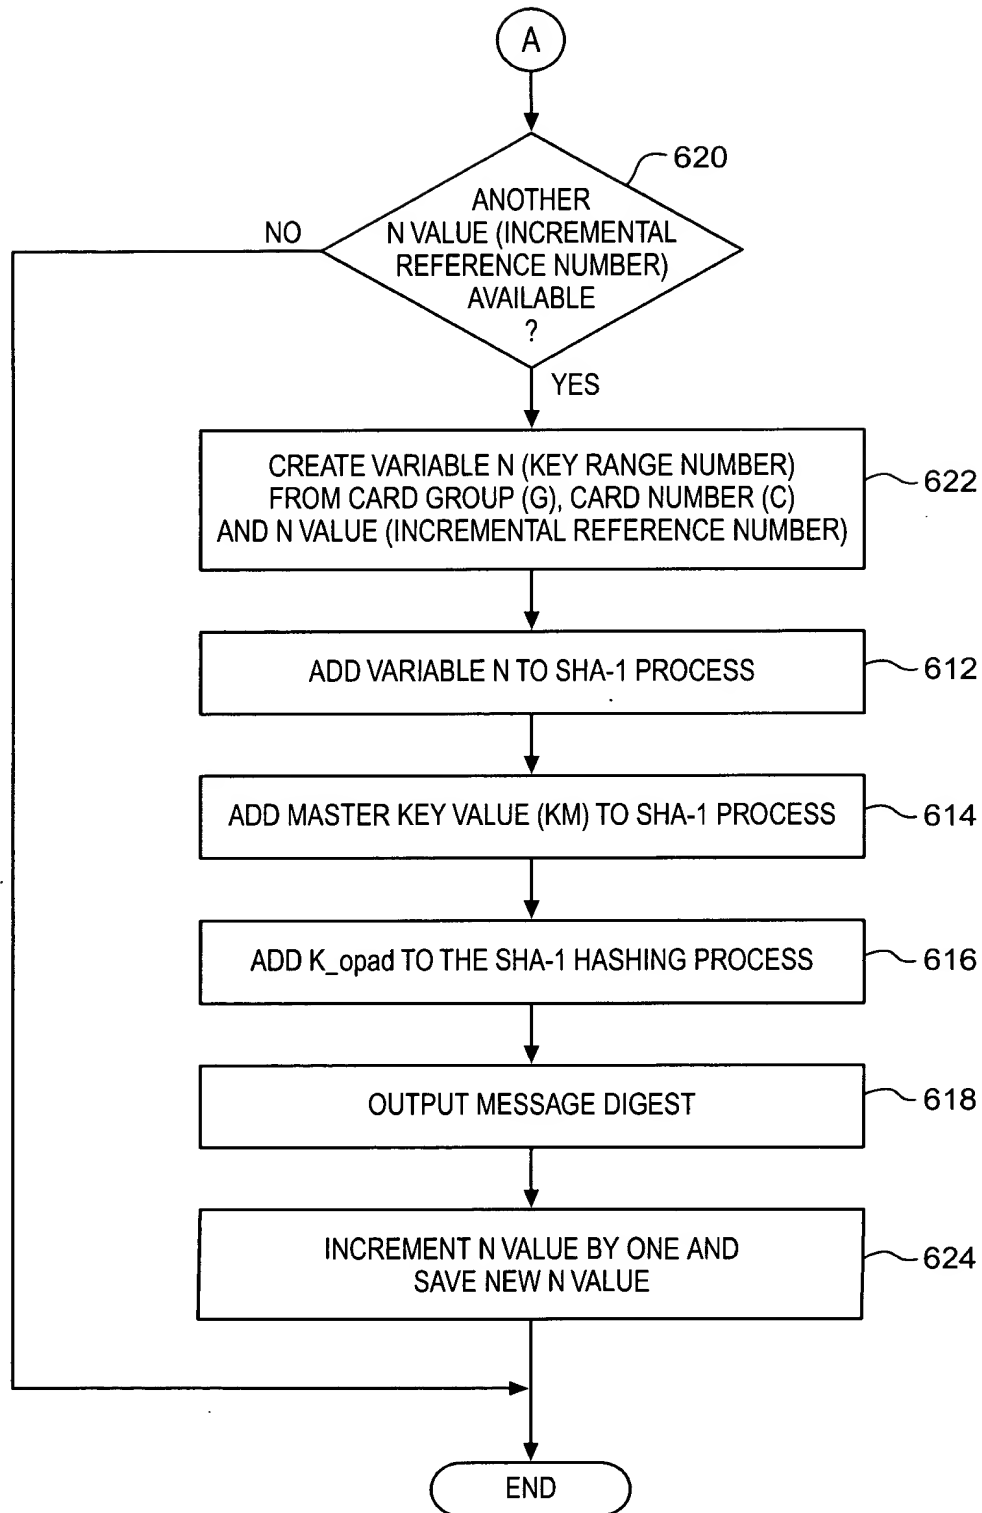 A
620
ANOTHER
N VALUE (INCREMENTAL
REFERENCE NUMBER)
AVAILABLE
?
NO
YES
CREATE VARIABLE N (KEY RANGE NUMBER)
FROM CARD GROUP (G), CARD NUMBER (C)
AND N VALUE (INCREMENTAL REFERENCE NUMBER)
622
ADD VARIABLE N TO SHA-1 PROCESS
612
ADD MASTER KEY VALUE (KM) TO SHA-1 PROCESS
614
ADD K_opad TO THE SHA-1 HASHING PROCESS
616
OUTPUT MESSAGE DIGEST
618
INCREMENT N VALUE BY ONE AND
SAVE NEW N VALUE
624
END